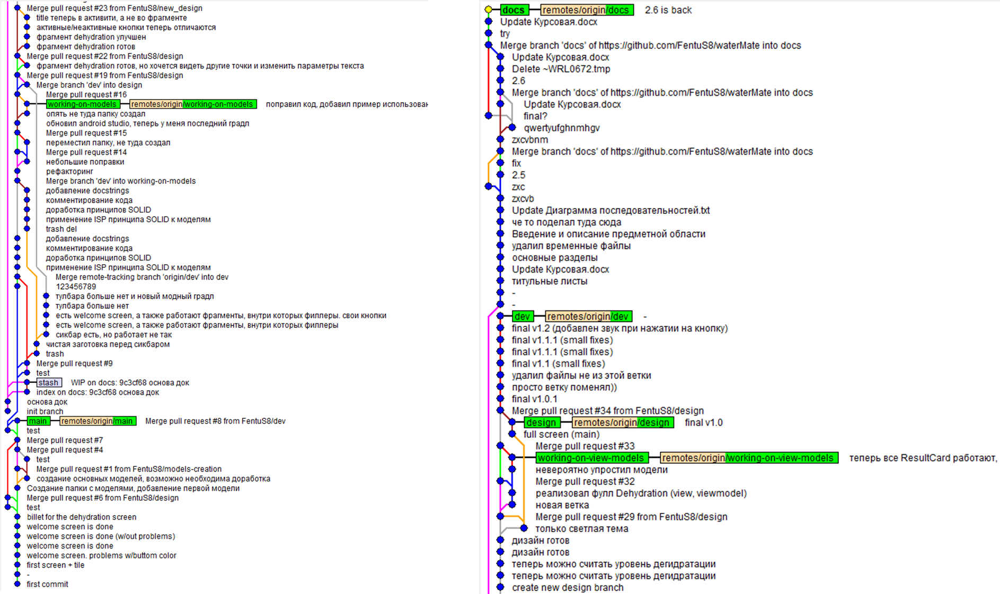 Merge pull request #23 from FentuS8/new_design
title теперь в активити, а не во фрагменте
активные/неактивные кнопки теперь отличаются
фрагмент dehydration улучшен
фрагмент dehydration готов
Merge pull request #22 from FentuS8/design
фрагмент dehydration готов, но хочется видеть другие точки и изменить параметры текста
Merge pull request #19 from FentuS8/design
Merge branch 'dev' into design
Merge pull request #16
working-on-models remotes/origin/working-on-models поправил код, добавил пример использован
опять не туда папку создал
обновил android studio, теперь у меня последний градл
Merge pull request #15
переместил папку, не туда создал
Merge pull request #14
небольшие поправки
рефакторинг
Merge branch 'dev' into working-on-models
добавление docstrings
комментирование кода
доработка принципов SOLID
применение ISP принципа SOLID к моделям
trash del
добавление docstrings
комментирование кода
доработка принципов SOLID
применение ISP принципа SOLID к моделям
Merge remote-tracking branch 'origin/dev' into dev
123456789
тулбара больше нет и новый модный градл
тулбара больше нет
есть welcome screen, а также работают фрагменты, внутри которых филлеры. свои кнопки
есть welcome screen, а также работают фрагменты, внутри которых филлеры
сикбар есть, но работает не так
чистая заготовка перед сикбаром
trash
Merge pull request #9
test
stash WIP on docs: 9c3cf68 основа док
index on docs: 9c3cf68 основа док
основа док
init branch
main remotes/origin/main Merge pull request #8 from FentuS8/dev
test
Merge pull request #7
Merge pull request #4
test
Merge pull request #1 from FentuS8/models-creation
создание основных моделей, возможно необходима доработка
Создание папки с моделями, добавление первой модели
Merge pull request #6 from FentuS8/design
test
billet for the dehydration screen
welcome screen is done
welcome screen is done (w/out problems)
welcome screen is done
welcome screen. problems w/buttom color
first screen + tile
-
first commit
docs remotes/origin/docs 2.6 is back
Update Курсовая.docx
try
Merge branch 'docs' of https://github.com/FentuS8/waterMate into docs
Update Курсовая.docx
Delete ~WRL0672.tmp
2.6
Merge branch 'docs' of https://github.com/FentuS8/waterMate into docs
Update Курсовая.docx
final?
qwertyufghnmhgv
zxcvbnm
Merge branch 'docs' of https://github.com/FentuS8/waterMate into docs
fix
2.5
zxc
zxcvb
Update Диаграмма последовательностей.txt
че то поделал туда сюда
Введение и описание предметной области
удалил временные файлы
основные разделы
Update Курсовая.docx
титульные листы
-
-
dev remotes/origin/dev -
final v1.2 (добавлен звук при нажатии на кнопку)
final v1.1.1 (small fixes)
final v1.1.1 (small fixes)
final v1.1 (small fixes)
удалил файлы не из этой ветки
просто ветку поменял))
final v1.0.1
Merge pull request #34 from FentuS8/design
design remotes/origin/design final v1.0
full screen (main)
Merge pull request #33
working-on-view-models remotes/origin/working-on-view-models теперь все ResultCard работают,
невероятно упростил модели
Merge pull request #32
реализовал фулл Dehydration (view, viewmodel)
новая ветка
Merge pull request #29 from FentuS8/design
только светлая тема
дизайн готов
дизайн готов
теперь можно считать уровень дегидратации
теперь можно считать уровень дегидратации
create new design branch